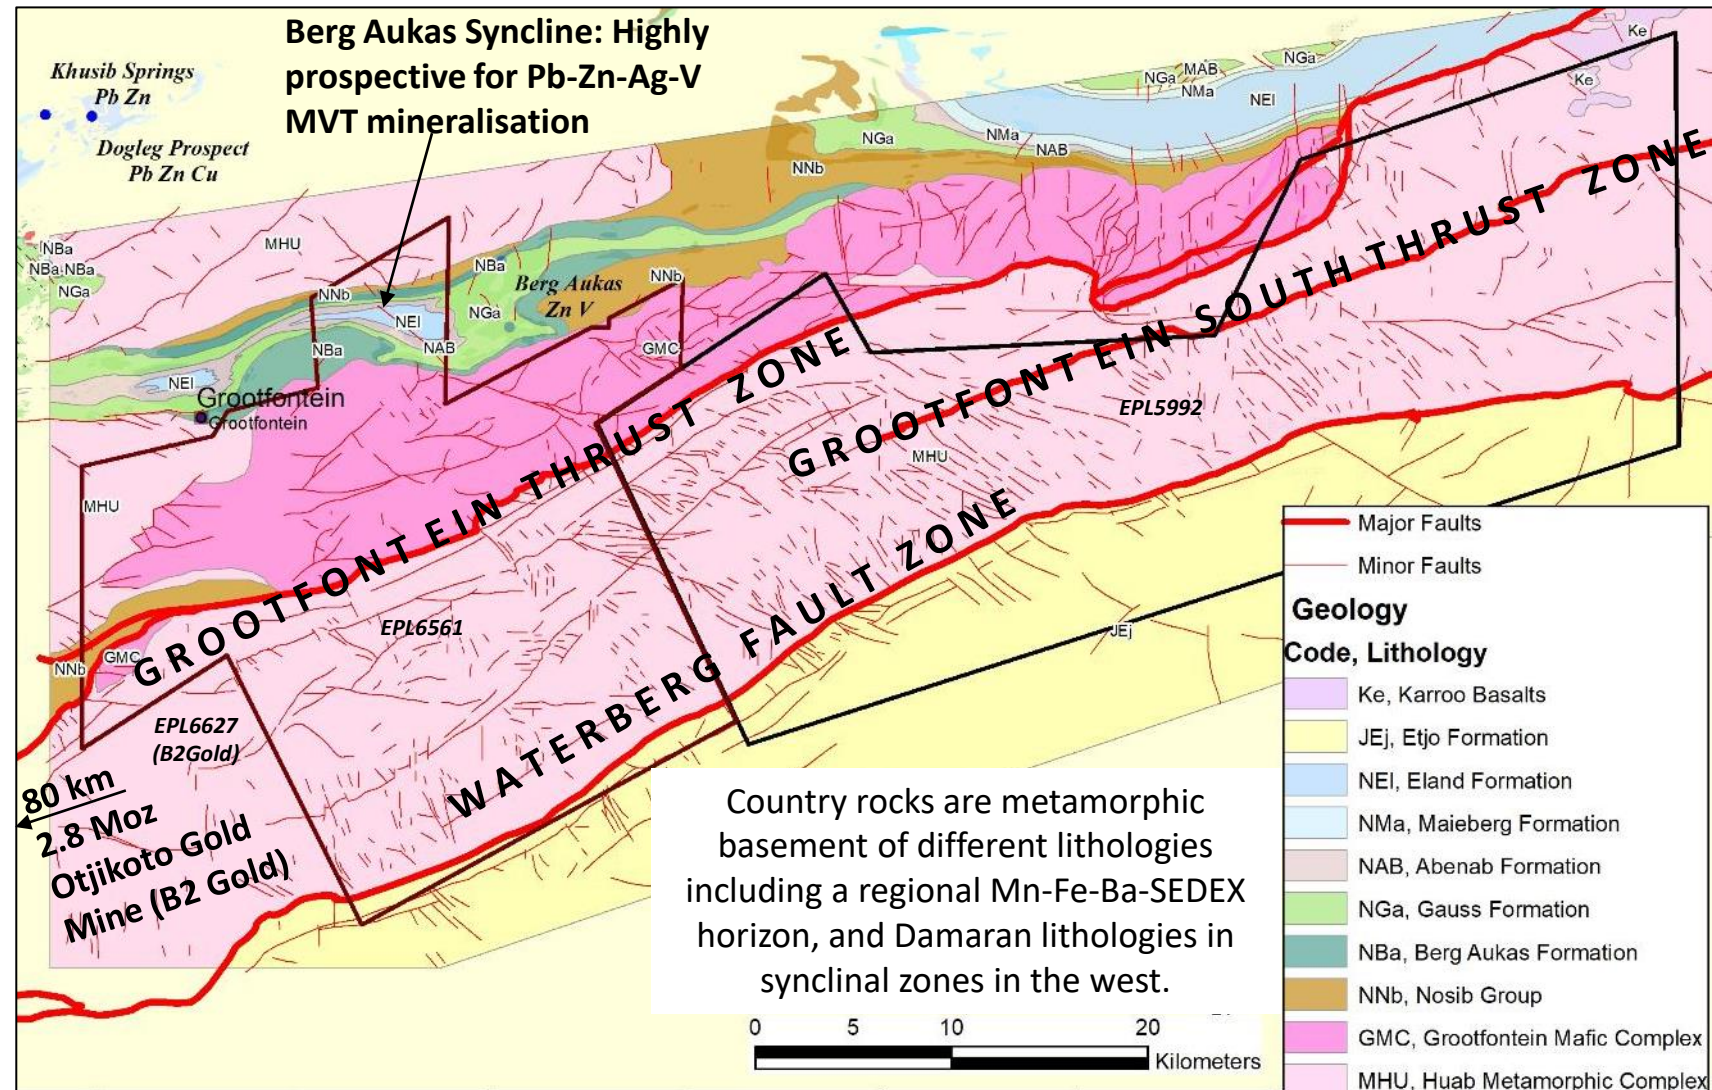 Berg Aukas Syncline: Highly
prospective for Pb-Zn-Ag-V
MVT mineralisation
Khusib Springs
Pb Zn
Dogleg Prospect
Pb Zn Cu
Ke
Ke
NGa
MAB
NGa
NMa
NEl
NGa
NMa
NAB
NNb
MHU
NBa
NBa
NBa
NGa
NBa
NNb
NNb
Berg Aukas
Zn V
NGa
NEl
NAB
NBa
GMC
NEl
Grootfontein
Grootfontein
MHU
GROOTFONTEIN THRUST ZONE
GROOTFONTEIN SOUTH THRUST ZONE
WATERBERG FAULT ZONE
EPL5992
MHU
EPL6561
JEj
NNb
GMC
EPL6627
(B2Gold)
80 km
2.8 Moz
Otjikoto Gold
Mine (B2 Gold)
Country rocks are metamorphic
basement of different lithologies
including a regional Mn-Fe-Ba-SEDEX
horizon, and Damaran lithologies in
synclinal zones in the west.
0 5 10 20
Kilometers
Major Faults
Minor Faults
Geology
Code, Lithology
Ke, Karroo Basalts
JEj, Etjo Formation
NEl, Eland Formation
NMa, Maieberg Formation
NAB, Abenab Formation
NGa, Gauss Formation
NBa, Berg Aukas Formation
NNb, Nosib Group
GMC, Grootfontein Mafic Complex
MHU, Huab Metamorphic Complex